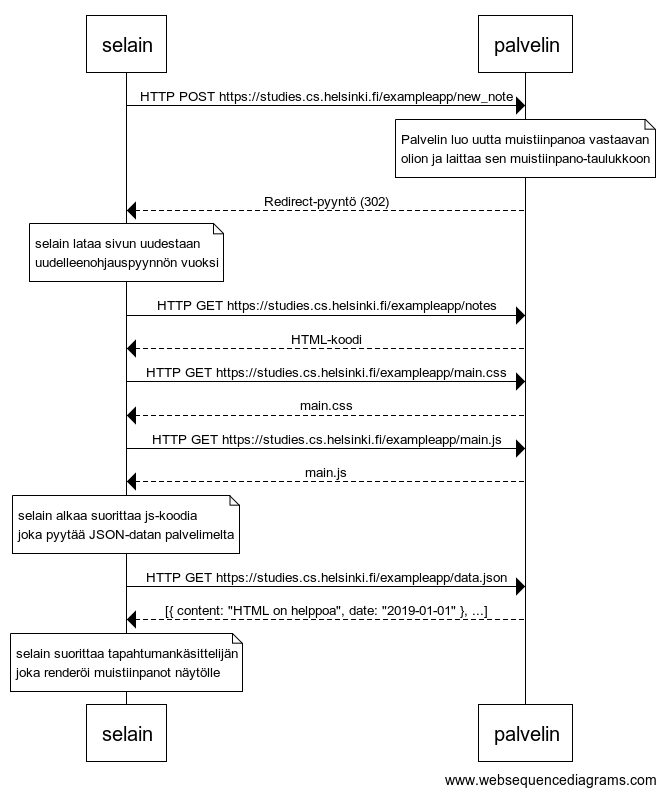 selain
palvelin
HTTP POST https://studies.cs.helsinki.fi/exampleapp/new_note
Palvelin luo uutta muistiinpanoa vastaavan
olion ja laittaa sen muistiinpano-taulukkoon
Redirect-pyyntö (302)
selain lataa sivun uudestaan
uudelleenohjauspyynnön vuoksi
HTTP GET https://studies.cs.helsinki.fi/exampleapp/notes
HTML-koodi
HTTP GET https://studies.cs.helsinki.fi/exampleapp/main.css
main.css
HTTP GET https://studies.cs.helsinki.fi/exampleapp/main.js
main.js
selain alkaa suorittaa js-koodia
joka pyytää JSON-datan palvelimelta
HTTP GET https://studies.cs.helsinki.fi/exampleapp/data.json
[{ content: "HTML on helppoa", date: "2019-01-01" }, ...]
selain suorittaa tapahtumankäsittelijän
joka renderöi muistiinpanot näytölle
selain
palvelin
www.websequencediagrams.com